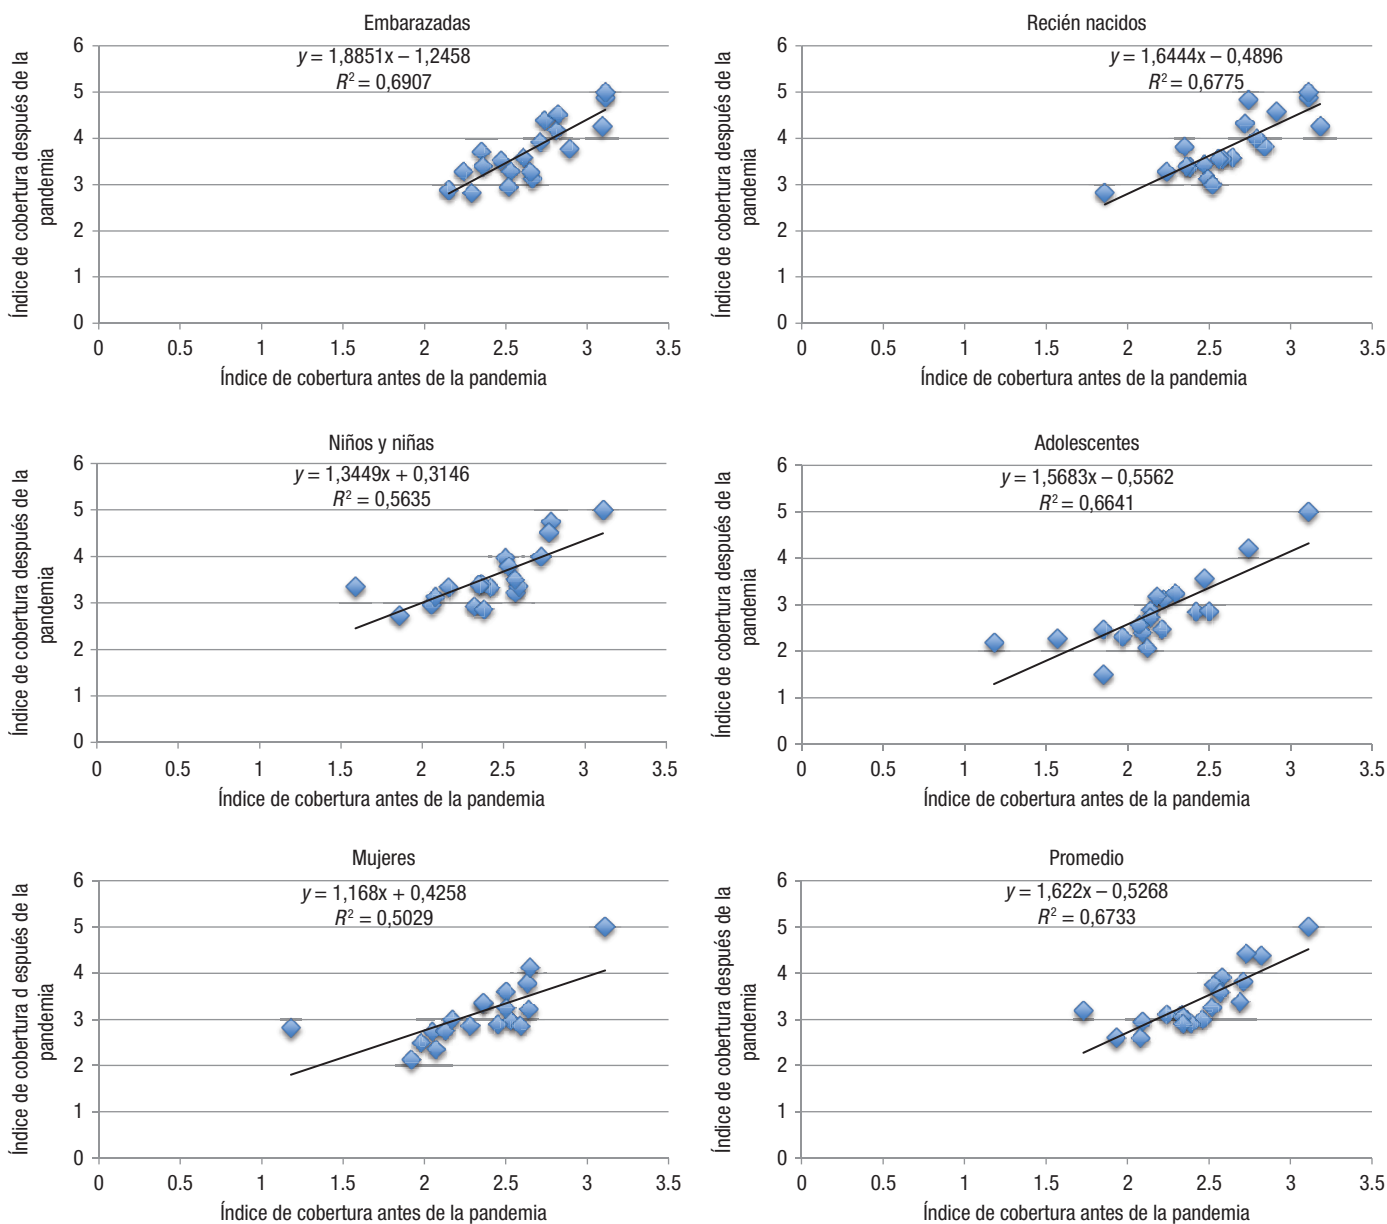 Embarazadas
y = 1,8851x – 1,2458
R² = 0,6907
Índice de cobertura después de la
pandemia
6
5
4
3
2
1
0
0 0.5 1 1.5 2 2.5 3 3.5
Índice de cobertura antes de la pandemia
Recién nacidos
y = 1,6444x – 0,4896
R² = 0,6775
Índice de cobertura después de la
pandemia
6
5
4
3
2
1
0
0 0.5 1 1.5 2 2.5 3 3.5
Índice de cobertura antes de la pandemia
Niños y niñas
y = 1,3449x + 0,3146
R² = 0,5635
Índice de cobertura después de la
pandemia
6
5
4
3
2
1
0
0 0.5 1 1.5 2 2.5 3 3.5
Índice de cobertura antes de la pandemia
Adolescentes
y = 1,5683x – 0,5562
R² = 0,6641
Índice de cobertura después de la
pandemia
6
5
4
3
2
1
0
0 0.5 1 1.5 2 2.5 3 3.5
Índice de cobertura antes de la pandemia
Mujeres
y = 1,168x + 0,4258
R² = 0,5029
Índice de cobertura d espués de la
pandemia
6
5
4
3
2
1
0
0 0.5 1 1.5 2 2.5 3 3.5
Índice de cobertura antes de la pandemia
Promedio
y = 1,622x – 0,5268
R² = 0,6733
Índice de cobertura después de la
pandemia
6
5
4
3
2
1
0
0 0.5 1 1.5 2 2.5 3 3.5
Índice de cobertura antes de la pandemia